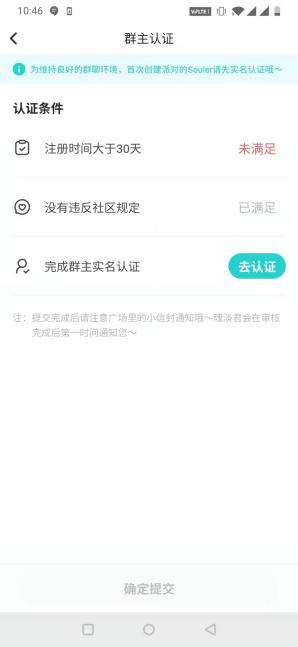 10:46
群主认证
为维持良好的群聊环境，首次创建派对的Souler请先实名认证哦～
认证条件
注册时间大于30天 未满足
没有违反社区规定 已满足
完成群主实名认证 去认证
注：提交完成后请注意广场里的小信封通知哦～魂淡君会在审核
完成后第一时间通知您～
确定提交